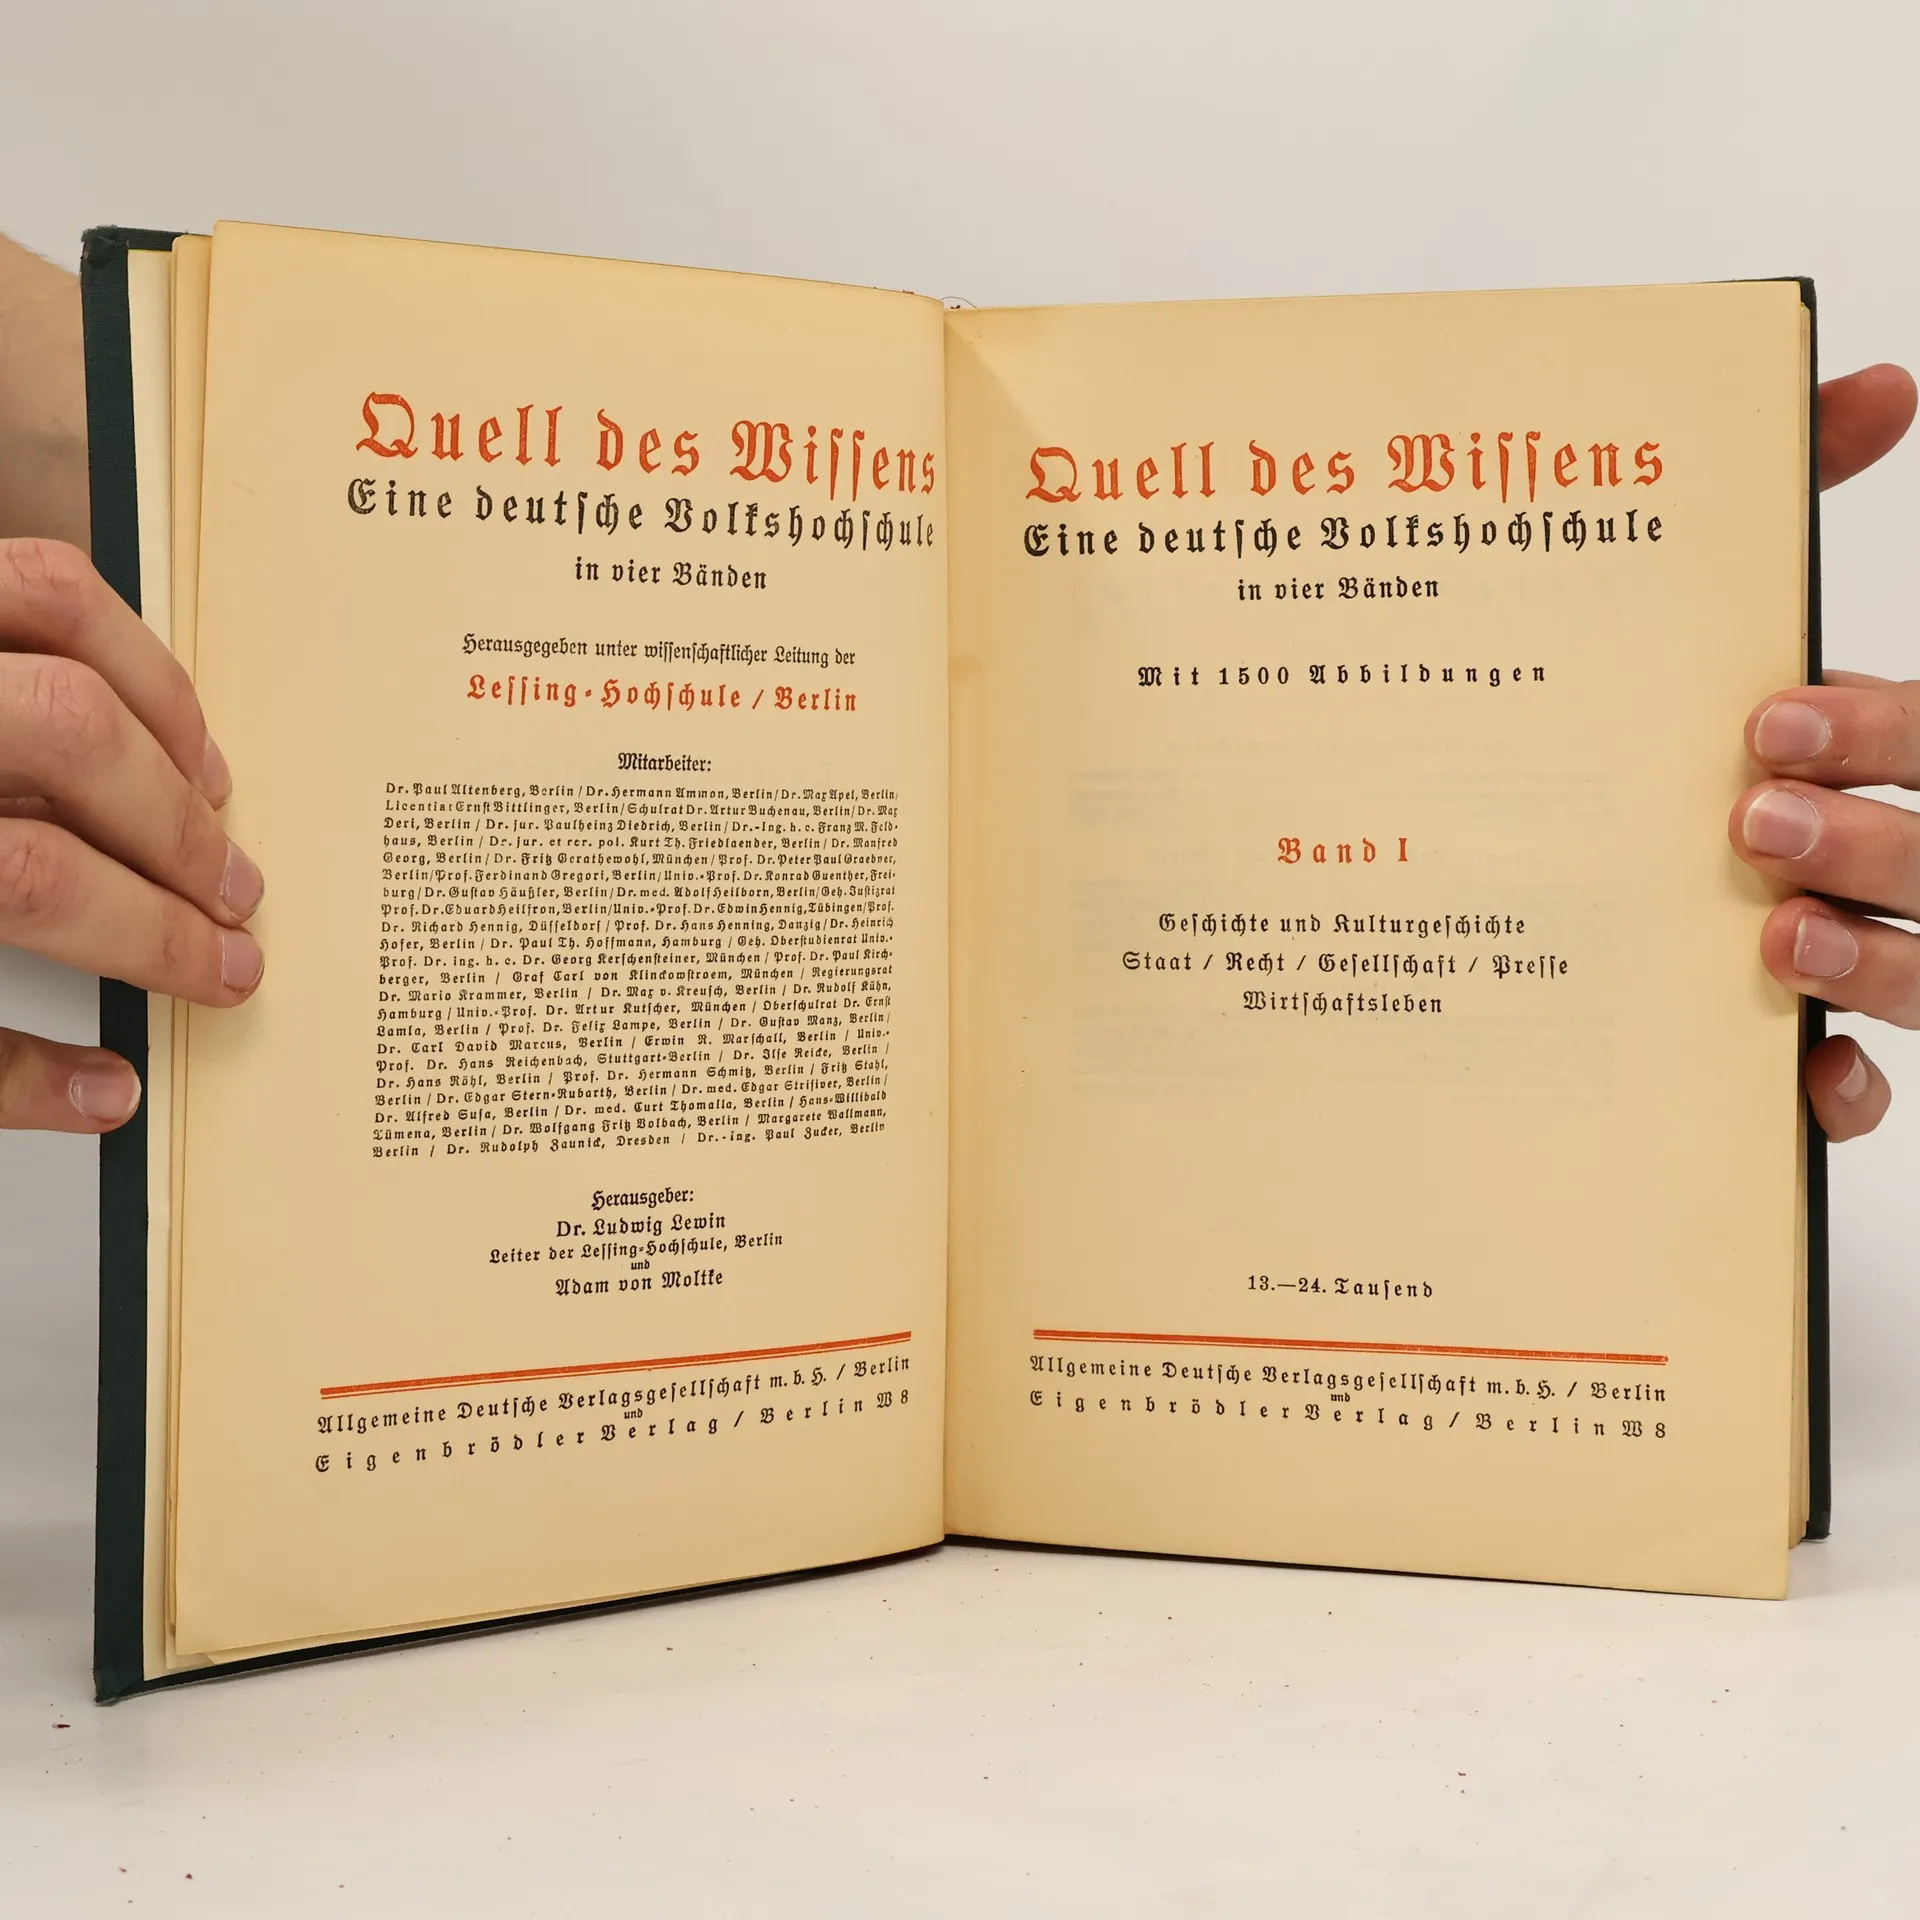 Quell des Wiſſens
Eine deutſche Volkshochſchule
in vier Bänden
Herausgegeben unter wiſſenſchaftlicher Leitung der
Leſſing-Hochſchule / Berlin
Mitarbeiter:
Dr. Paul Altenberg, Berlin / Dr. Hermann Ammon, Berlin / Dr. Max Apel, Berlin /
Licentiat Ernſt Bittlinger, Berlin / Schulrat Dr. Artur Buchenau, Berlin / Dr. Max
Deri, Berlin / Dr. jur. Paulheinz Diedrich, Berlin / Dr.-Ing. h. c. Franz M. Feld-
haus, Berlin / Dr. jur. et rer. pol. Kurt Th. Friedlaender, Berlin / Dr. Manfred
Georg, Berlin / Dr. Fritz Gerathewohl, München / Prof. Dr. Peter Paul Graebner,
Berlin / Prof. Ferdinand Gregori, Berlin / Univ.-Prof. Dr. Konrad Guenther, Frei-
burg / Dr. Guſtav Häußler, Berlin / Dr. med. Adolf Heilborn, Berlin / Geh. Juſtizrat
Prof. Dr. Eduard Heilfron, Berlin / Univ.-Prof. Dr. Edwin Hennig, Tübingen / Prof.
Dr. Richard Hennig, Düſſeldorf / Prof. Dr. Hans Henning, Danzig / Dr. Heinrich
Hofer, Berlin / Dr. Paul Th. Hoffmann, Hamburg / Geh. Oberſtudienrat Univ.-
Prof. Dr. ing. h. c. Dr. Georg Kerſchenſteiner, München / Prof. Dr. Paul Kirch-
berger, Berlin / Graf Carl von Klinckowſtroem, München / Regierungsrat
Dr. Mario Krammer, Berlin / Dr. Max v. Kreuſch, Berlin / Dr. Rudolf Kühn,
Hamburg / Univ.-Prof. Dr. Artur Kutſcher, München / Oberſchulrat Dr. Ernſt
Lamla, Berlin / Prof. Dr. Felix Lampe, Berlin / Dr. Guſtav Manz, Berlin /
Dr. Carl David Marcus, Berlin / Erwin R. Marſchall, Berlin / Univ.-
Prof. Dr. Hans Reichenbach, Stuttgart-Berlin / Dr. Ilſe Reicke, Berlin /
Dr. Hans Röhl, Berlin / Prof. Dr. Hermann Schmitz, Berlin / Fritz Stahl,
Berlin / Dr. Edgar Stern-Rubarth, Berlin / Dr. med. Edgar Striſiver, Berlin /
Dr. Alfred Suſa, Berlin / Dr. med. Curt Thomalla, Berlin / Hans-Willibald
Tümena, Berlin / Dr. Wolfgang Fritz Volbach, Berlin / Margarete Wallmann,
Berlin / Dr. Rudolph Zaunick, Dresden / Dr.-Ing. Paul Zucker, Berlin
Herausgeber:
Dr. Ludwig Lewin
Leiter der Leſſing-Hochſchule, Berlin
und
Adam von Moltke
Allgemeine Deutſche Verlagsgeſellſchaft m. b. H. / Berlin
und
Eigenbrödler Verlag / Berlin W 8
Quell des Wiſſens
Eine deutſche Volkshochſchule
in vier Bänden
Mit 1500 Abbildungen
Band I
Geſchichte und Kulturgeſchichte
Staat / Recht / Geſellſchaft / Preſſe
Wirtſchaftsleben
13.—24. Tauſend
Allgemeine Deutſche Verlagsgeſellſchaft m. b. H. / Berlin
und
Eigenbrödler Verlag / Berlin W 8